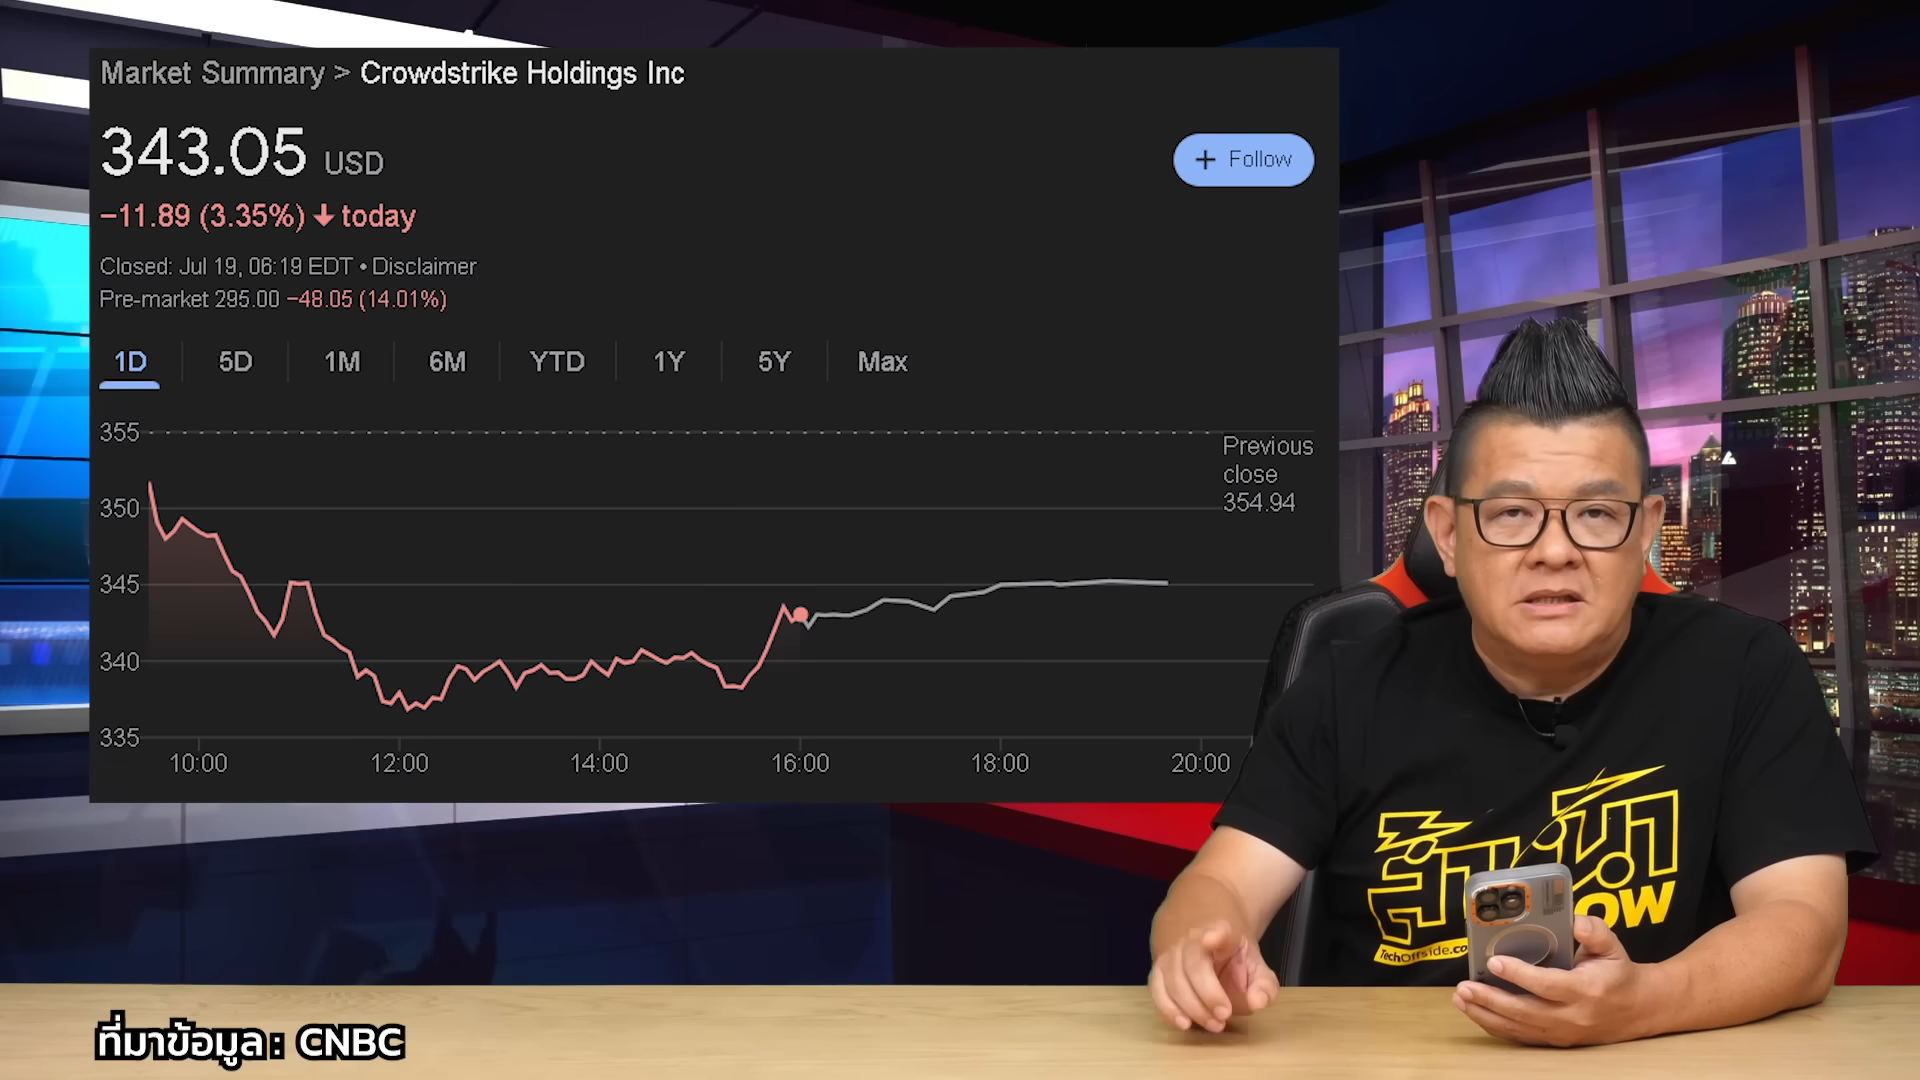 Market Summary > Crowdstrike Holdings Inc
343.05 USD
+ Follow
−11.89 (3.35%) ↓ today
Closed: Jul 19, 06:19 EDT • Disclaimer
Pre-market 295.00 −48.05 (14.01%)
1D 5D 1M 6M YTD 1Y 5Y Max
355
Previous
close
354.94
350
345
340
335
10:00 12:00 14:00 16:00 18:00 20:00
OW
ที่มาข้อมูล : CNBC